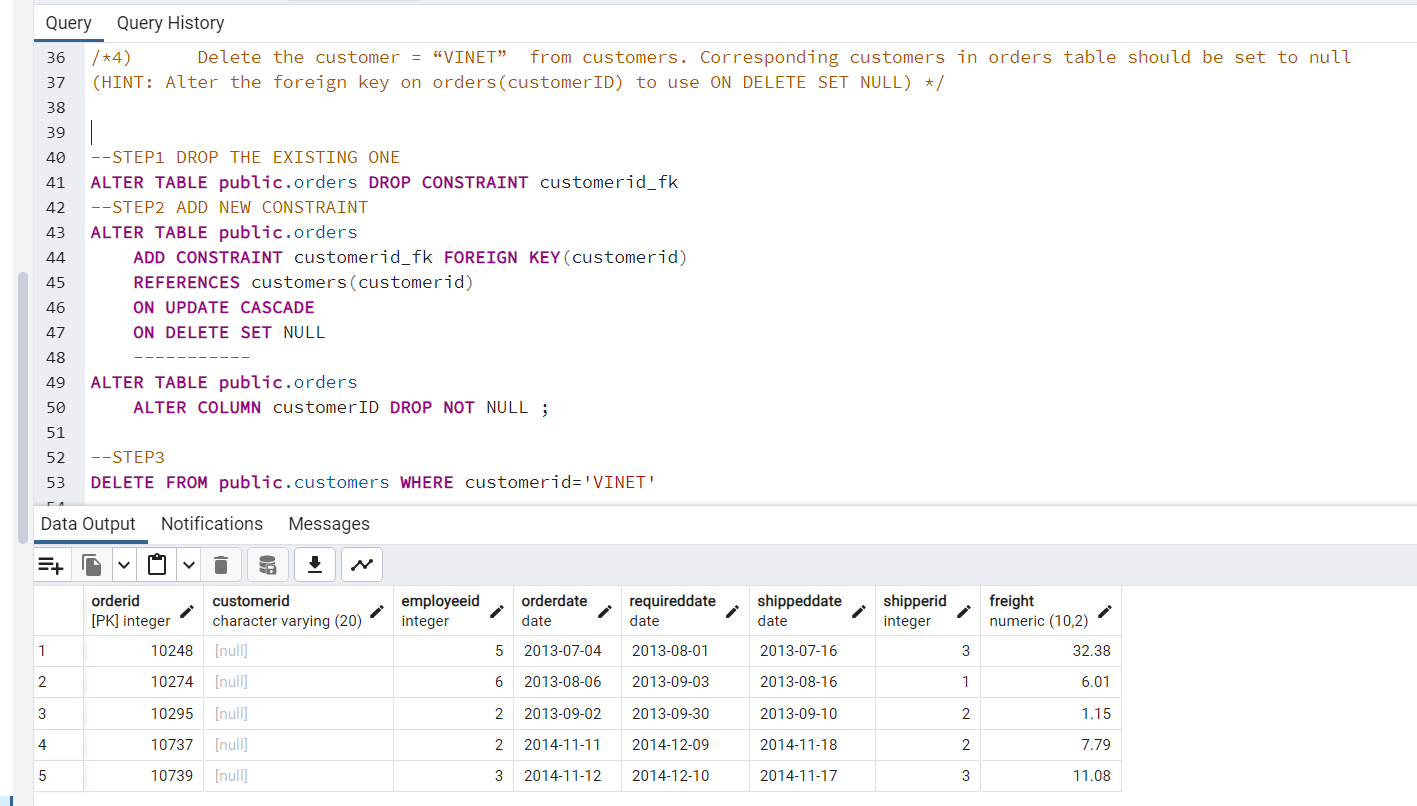 Query Query History
36 /*4) Delete the customer = “VINET” from customers. Corresponding customers in orders table should be set to null
37 (HINT: Alter the foreign key on orders(customerID) to use ON DELETE SET NULL) */
38
39
40 --STEP1 DROP THE EXISTING ONE
41 ALTER TABLE public.orders DROP CONSTRAINT customerid_fk
42 --STEP2 ADD NEW CONSTRAINT
43 ALTER TABLE public.orders
44 ADD CONSTRAINT customerid_fk FOREIGN KEY(customerid)
45 REFERENCES customers(customerid)
46 ON UPDATE CASCADE
47 ON DELETE SET NULL
48 -----------
49 ALTER TABLE public.orders
50 ALTER COLUMN customerID DROP NOT NULL ;
51
52 --STEP3
53 DELETE FROM public.customers WHERE customerid='VINET'
Data Output Notifications Messages
orderid customerid employeeid orderdate requireddate shippeddate shipperid freight
[PK] integer character varying (20) integer date date date integer numeric (10,2)
1 10248 [null] 5 2013-07-04 2013-08-01 2013-07-16 3 32.38
2 10274 [null] 6 2013-08-06 2013-09-03 2013-08-16 1 6.01
3 10295 [null] 2 2013-09-02 2013-09-30 2013-09-10 2 1.15
4 10737 [null] 2 2014-11-11 2014-12-09 2014-11-18 2 7.79
5 10739 [null] 3 2014-11-12 2014-12-10 2014-11-17 3 11.08